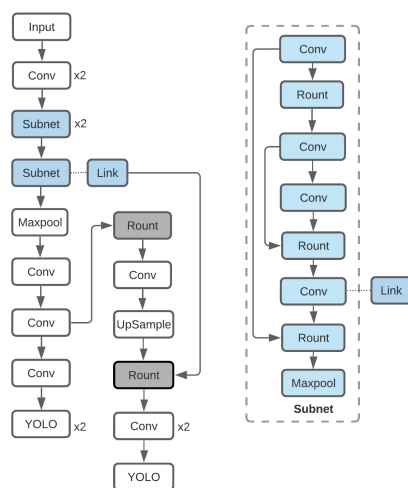 Input
Conv x2
Subnet x2
Subnet Link
Maxpool
Conv
Conv
Conv
YOLO x2
Rount
Conv
UpSample
Rount
Conv x2
YOLO
Conv
Rount
Conv
Conv
Rount
Conv Link
Rount
Maxpool
Subnet